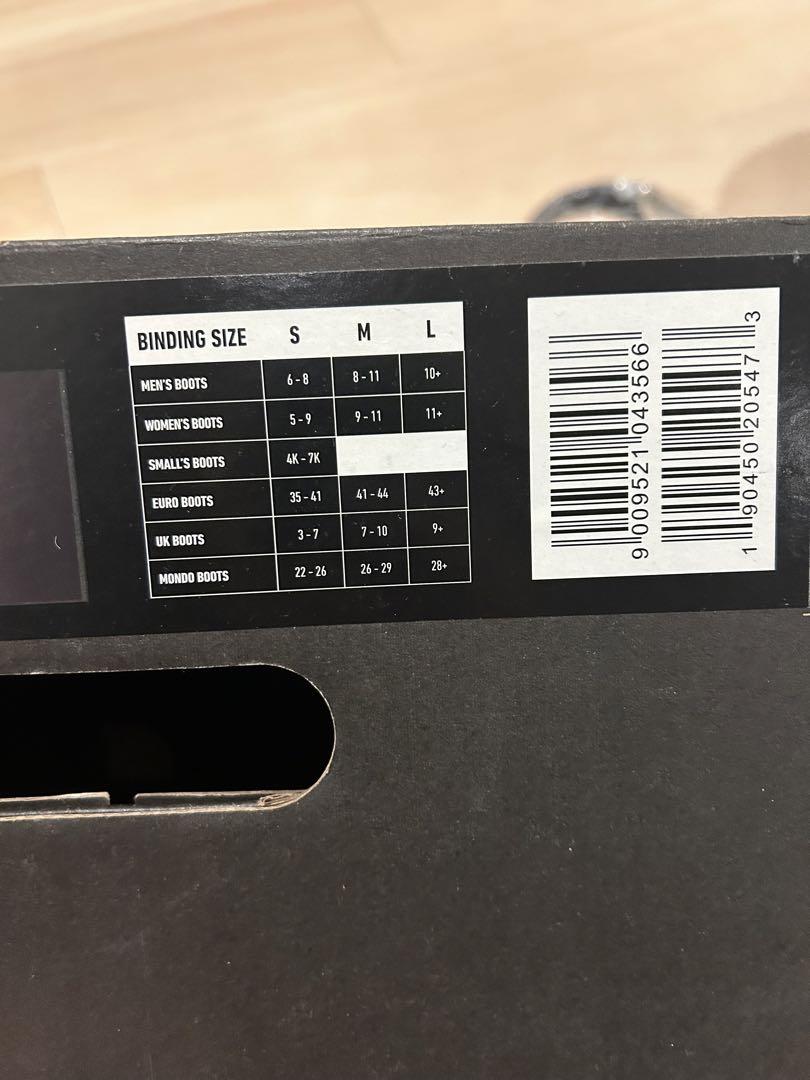 BINDING SIZE S M L
MEN'S BOOTS 6 - 8 8 - 11 10+
WOMEN'S BOOTS 5 - 9 9 - 11 11+
SMALL'S BOOTS 4K - 7K
EURO BOOTS 35 - 41 41 - 44 43+
UK BOOTS 3 - 7 7 - 10 9+
MONDO BOOTS 22 - 26 26 - 29 28+
9 009521 043566
1 90450 20547 3